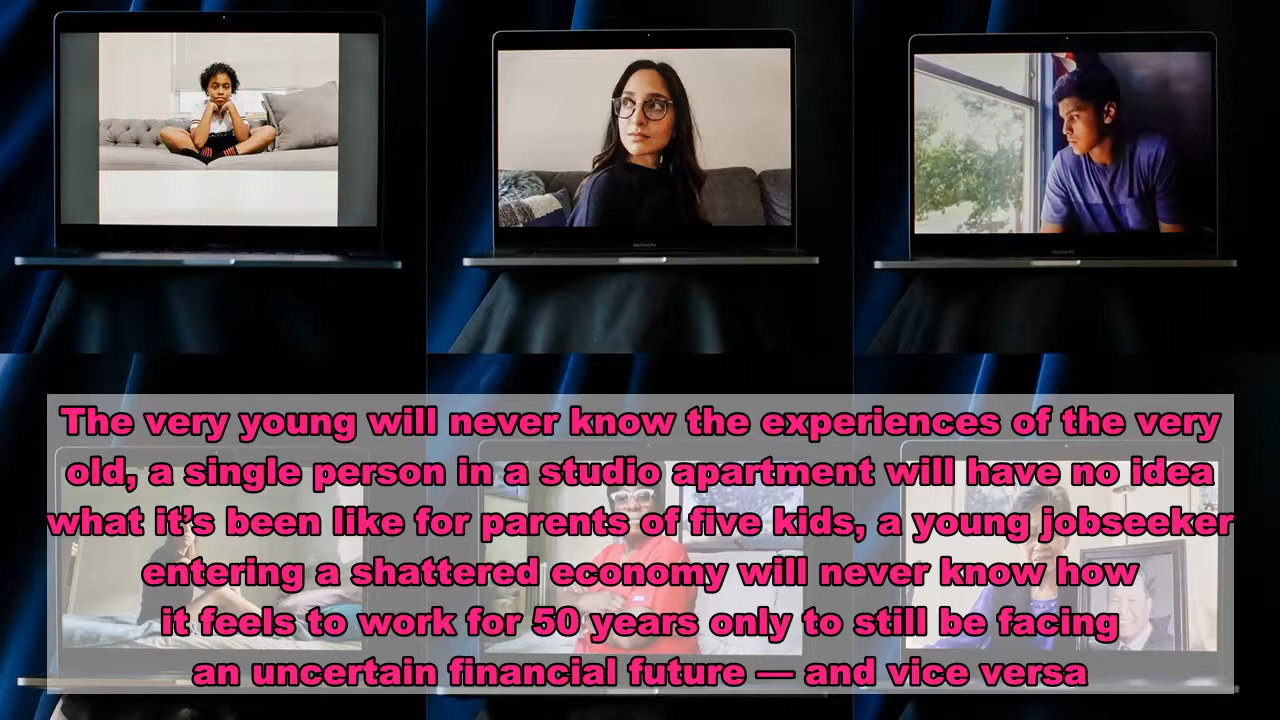 The very young will never know the experiences of the very
old, a single person in a studio apartment will have no idea
what it’s been like for parents of five kids, a young jobseeker
entering a shattered economy will never know how
it feels to work for 50 years only to still be facing
an uncertain financial future — and vice versa